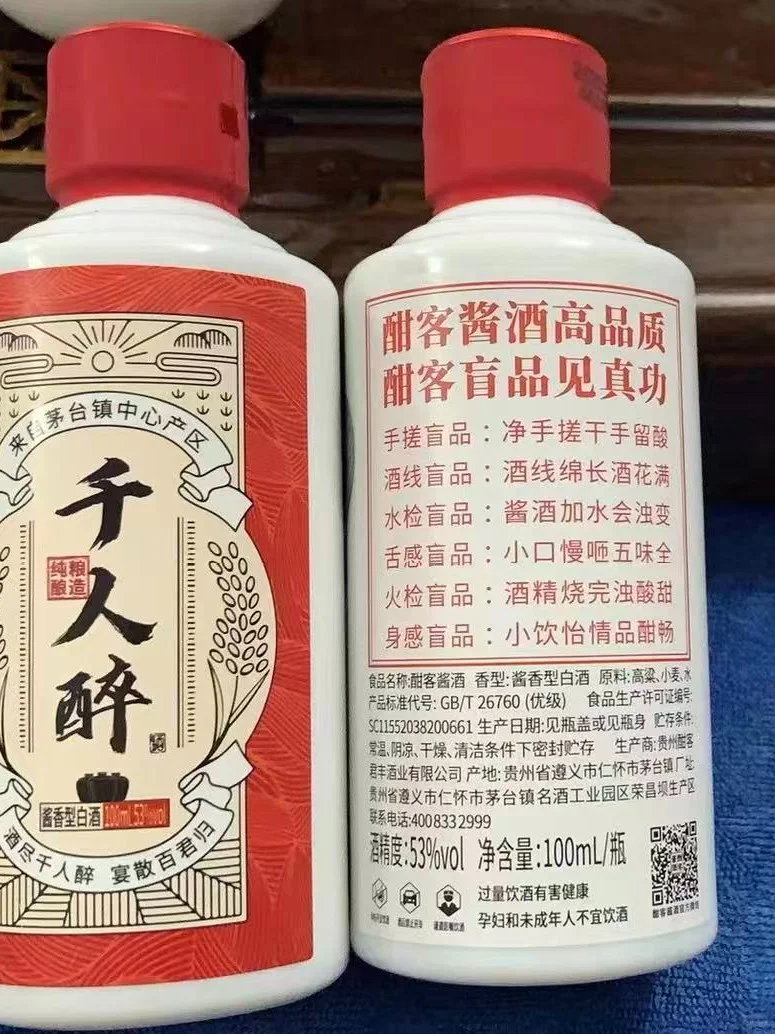 来自茅台镇中心产区
千人醉
纯粮
酿造
酱香型白酒 100mL 53%vol
酒尽千人醉 宴散百君归
酣客酱酒高品质
酣客盲品见真功
手搓盲品：净手搓干手留酸
酒线盲品：酒线绵长酒花满
水检盲品：酱酒加水会浊变
舌感盲品：小口慢咂五味全
火检盲品：酒精烧完浊酸甜
身感盲品：小饮怡情品酣畅
食品名称:酣客酱酒 香型:酱香型白酒 原料:高粱、小麦、水
产品标准代号: GB/T 26760 (优级) 食品生产许可证编号:
SC11552038200661 生产日期:见瓶盖或见瓶身 贮存条件:
常温、阴凉、干燥、清洁条件下密封贮存 生产商:贵州酣客
君丰酒业有限公司 产地:贵州省遵义市仁怀市茅台镇 厂址:
贵州省遵义市仁怀市茅台镇名酒工业园区荣昌坝生产区
联系电话:4008332999
酒精度:53%vol 净含量:100mL/瓶
过量饮酒有害健康
孕妇和未成年人不宜饮酒
酣客酱酒官方微信